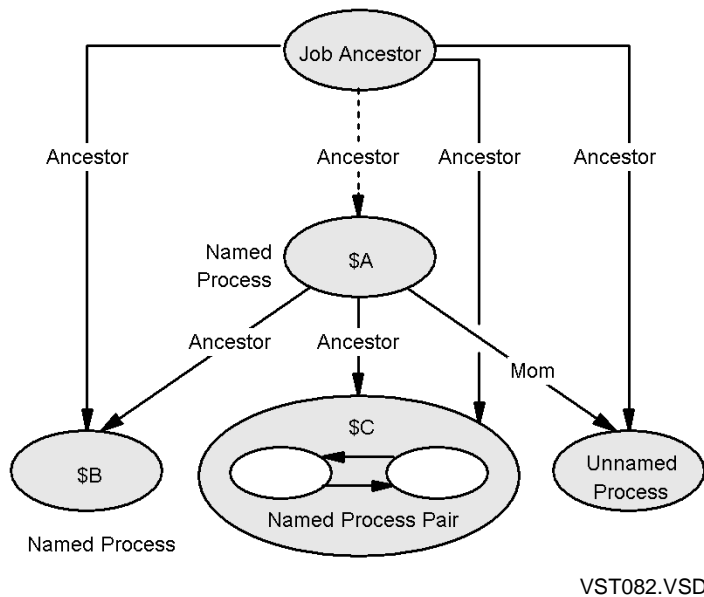 Job Ancestor
Ancestor
Ancestor
Ancestor
Ancestor
Named
Process
$A
Ancestor
Ancestor
Mom
$B
$C
Unnamed
Process
Named Process Pair
Named Process
VST082.VSD